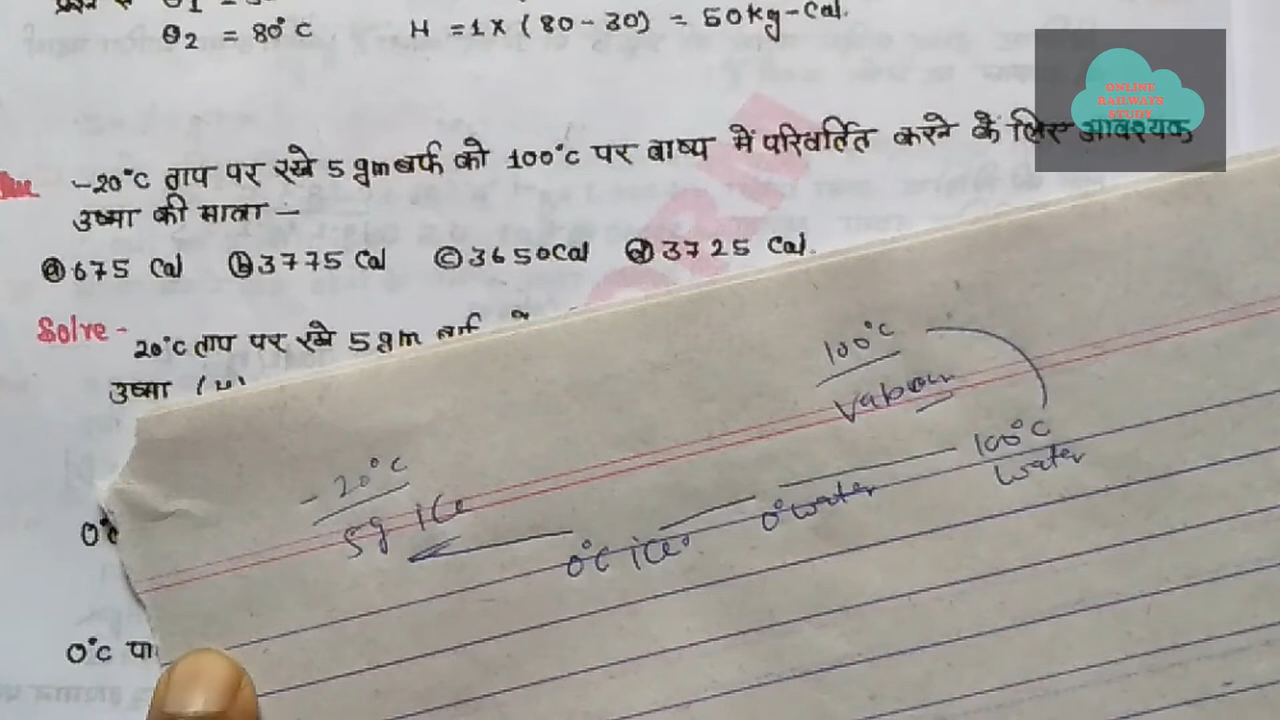 θ2 = 80°C H = 1 × (80 - 30) = 50 kg-Cal.
ONLINE
RAILWAYS
STUDY
-20°C ताप पर रखे 5 gm बर्फ को 100°C पर वाष्प में परिवर्तित करने के लिए आवश्यक
उष्मा की मात्रा :-
(a) 675 Cal (b) 3775 Cal (c) 3650 Cal (d) 3725 Cal.
Solve - 20°C ताप पर रखे 5 gm बर्फ
उष्मा
100°C
Vabour
-20°C
5g ice
0°C ice
0° water
100°C
water
0°C
0°C